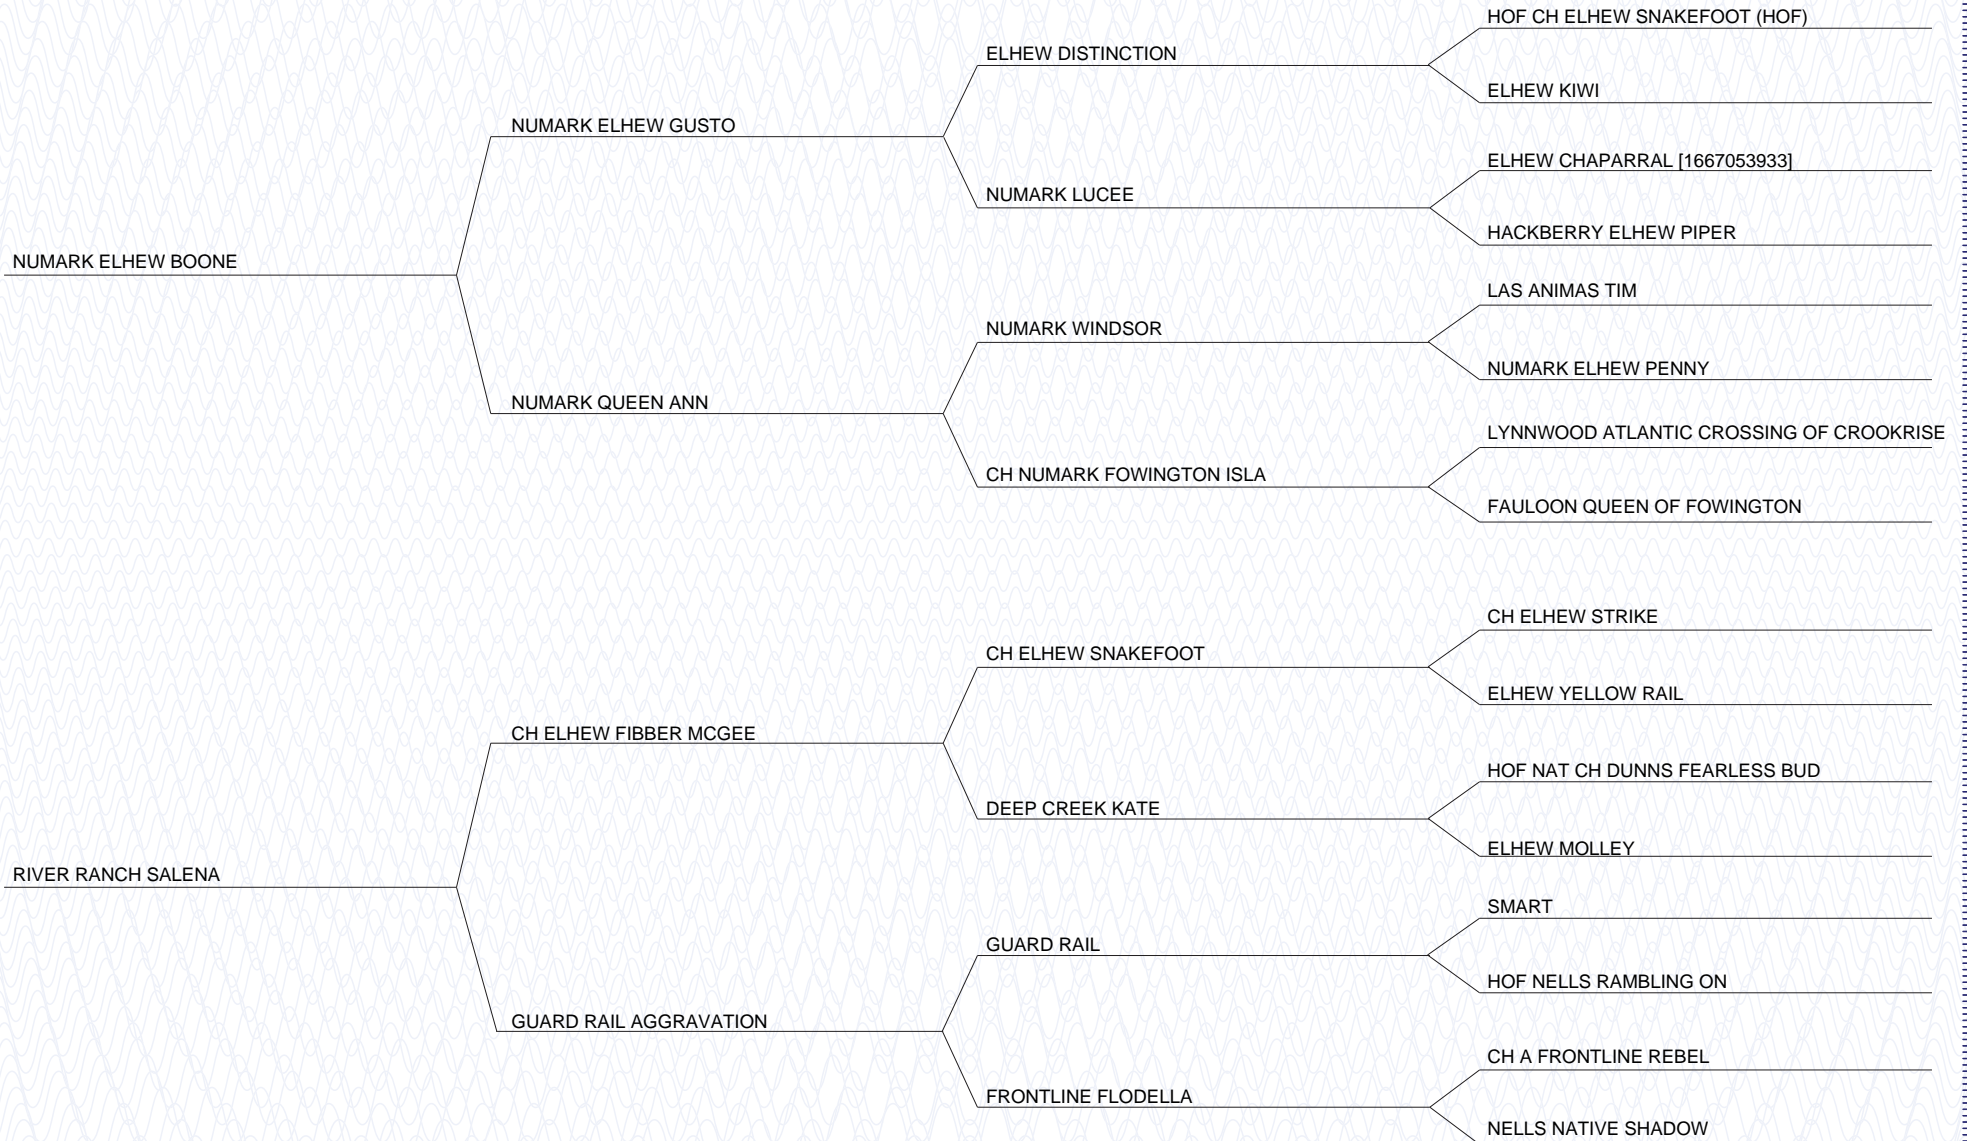 HOF CH ELHEW SNAKEFOOT (HOF)
ELHEW DISTINCTION
ELHEW KIWI
NUMARK ELHEW GUSTO
ELHEW CHAPARRAL [1667053933]
NUMARK LUCEE
HACKBERRY ELHEW PIPER
NUMARK ELHEW BOONE
LAS ANIMAS TIM
NUMARK WINDSOR
NUMARK ELHEW PENNY
NUMARK QUEEN ANN
LYNNWOOD ATLANTIC CROSSING OF CROOKRISE
CH NUMARK FOWINGTON ISLA
FAULOON QUEEN OF FOWINGTON
CH ELHEW STRIKE
CH ELHEW SNAKEFOOT
ELHEW YELLOW RAIL
CH ELHEW FIBBER MCGEE
HOF NAT CH DUNNS FEARLESS BUD
DEEP CREEK KATE
ELHEW MOLLEY
RIVER RANCH SALENA
SMART
GUARD RAIL
HOF NELLS RAMBLING ON
GUARD RAIL AGGRAVATION
CH A FRONTLINE REBEL
FRONTLINE FLODELLA
NELLS NATIVE SHADOW